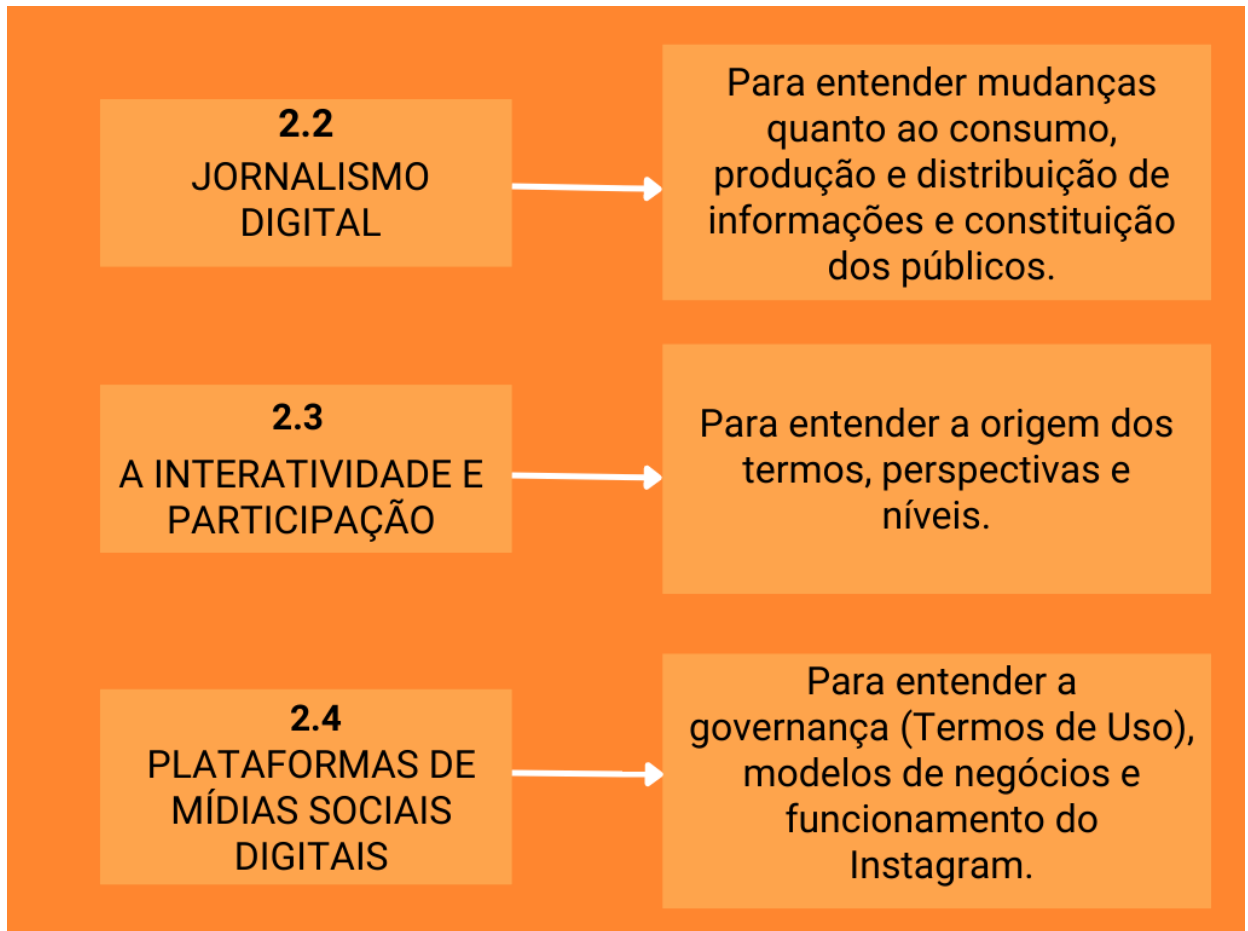 2.2
JORNALISMO
DIGITAL
Para entender mudanças
quanto ao consumo,
produção e distribuição de
informações e constituição
dos públicos.
2.3
A INTERATIVIDADE E
PARTICIPAÇÃO
Para entender a origem dos
termos, perspectivas e
níveis.
2.4
PLATAFORMAS DE
MÍDIAS SOCIAIS
DIGITAIS
Para entender a
governança (Termos de Uso),
modelos de negócios e
funcionamento do
Instagram.